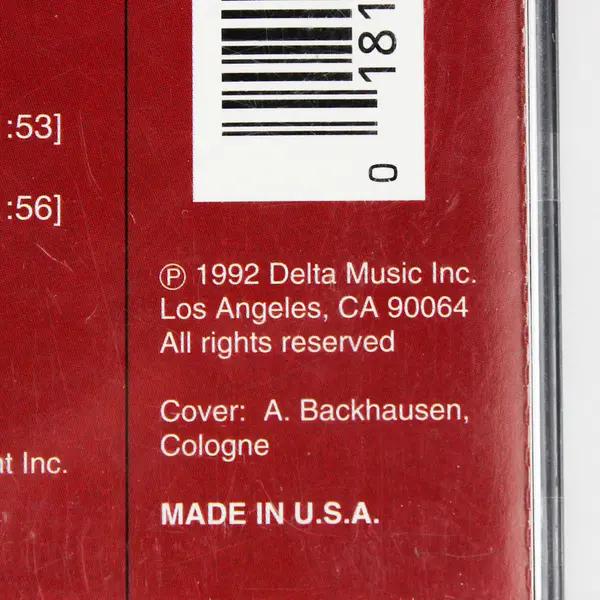 :53]
:56]
t Inc.
0 181
℗ 1992 Delta Music Inc.
Los Angeles, CA 90064
All rights reserved
Cover: A. Backhausen,
Cologne
MADE IN U.S.A.